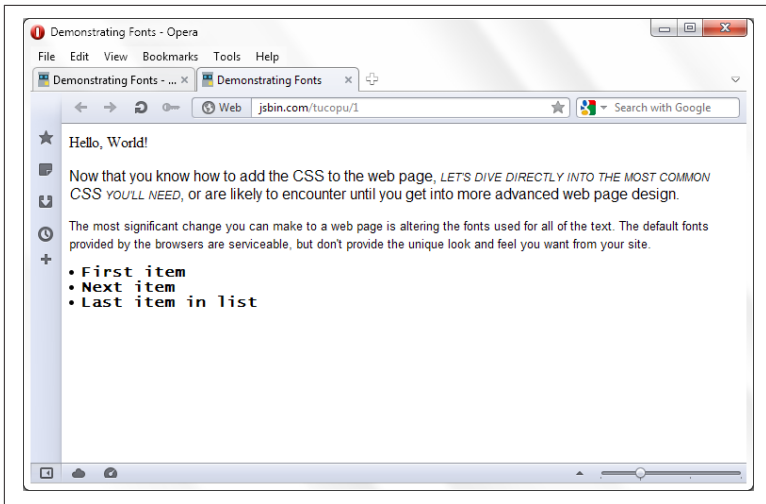 Demonstrating Fonts - Opera
File Edit View Bookmarks Tools Help
Demonstrating Fonts - ... × Demonstrating Fonts ×
Web jsbin.com/tucopu/1 Search with Google
Hello, World!
Now that you know how to add the CSS to the web page, LET'S DIVE DIRECTLY INTO THE MOST COMMON
CSS YOU'LL NEED, or are likely to encounter until you get into more advanced web page design.
The most significant change you can make to a web page is altering the fonts used for all of the text. The default fonts
provided by the browsers are serviceable, but don't provide the unique look and feel you want from your site.
• First item
• Next item
• Last item in list